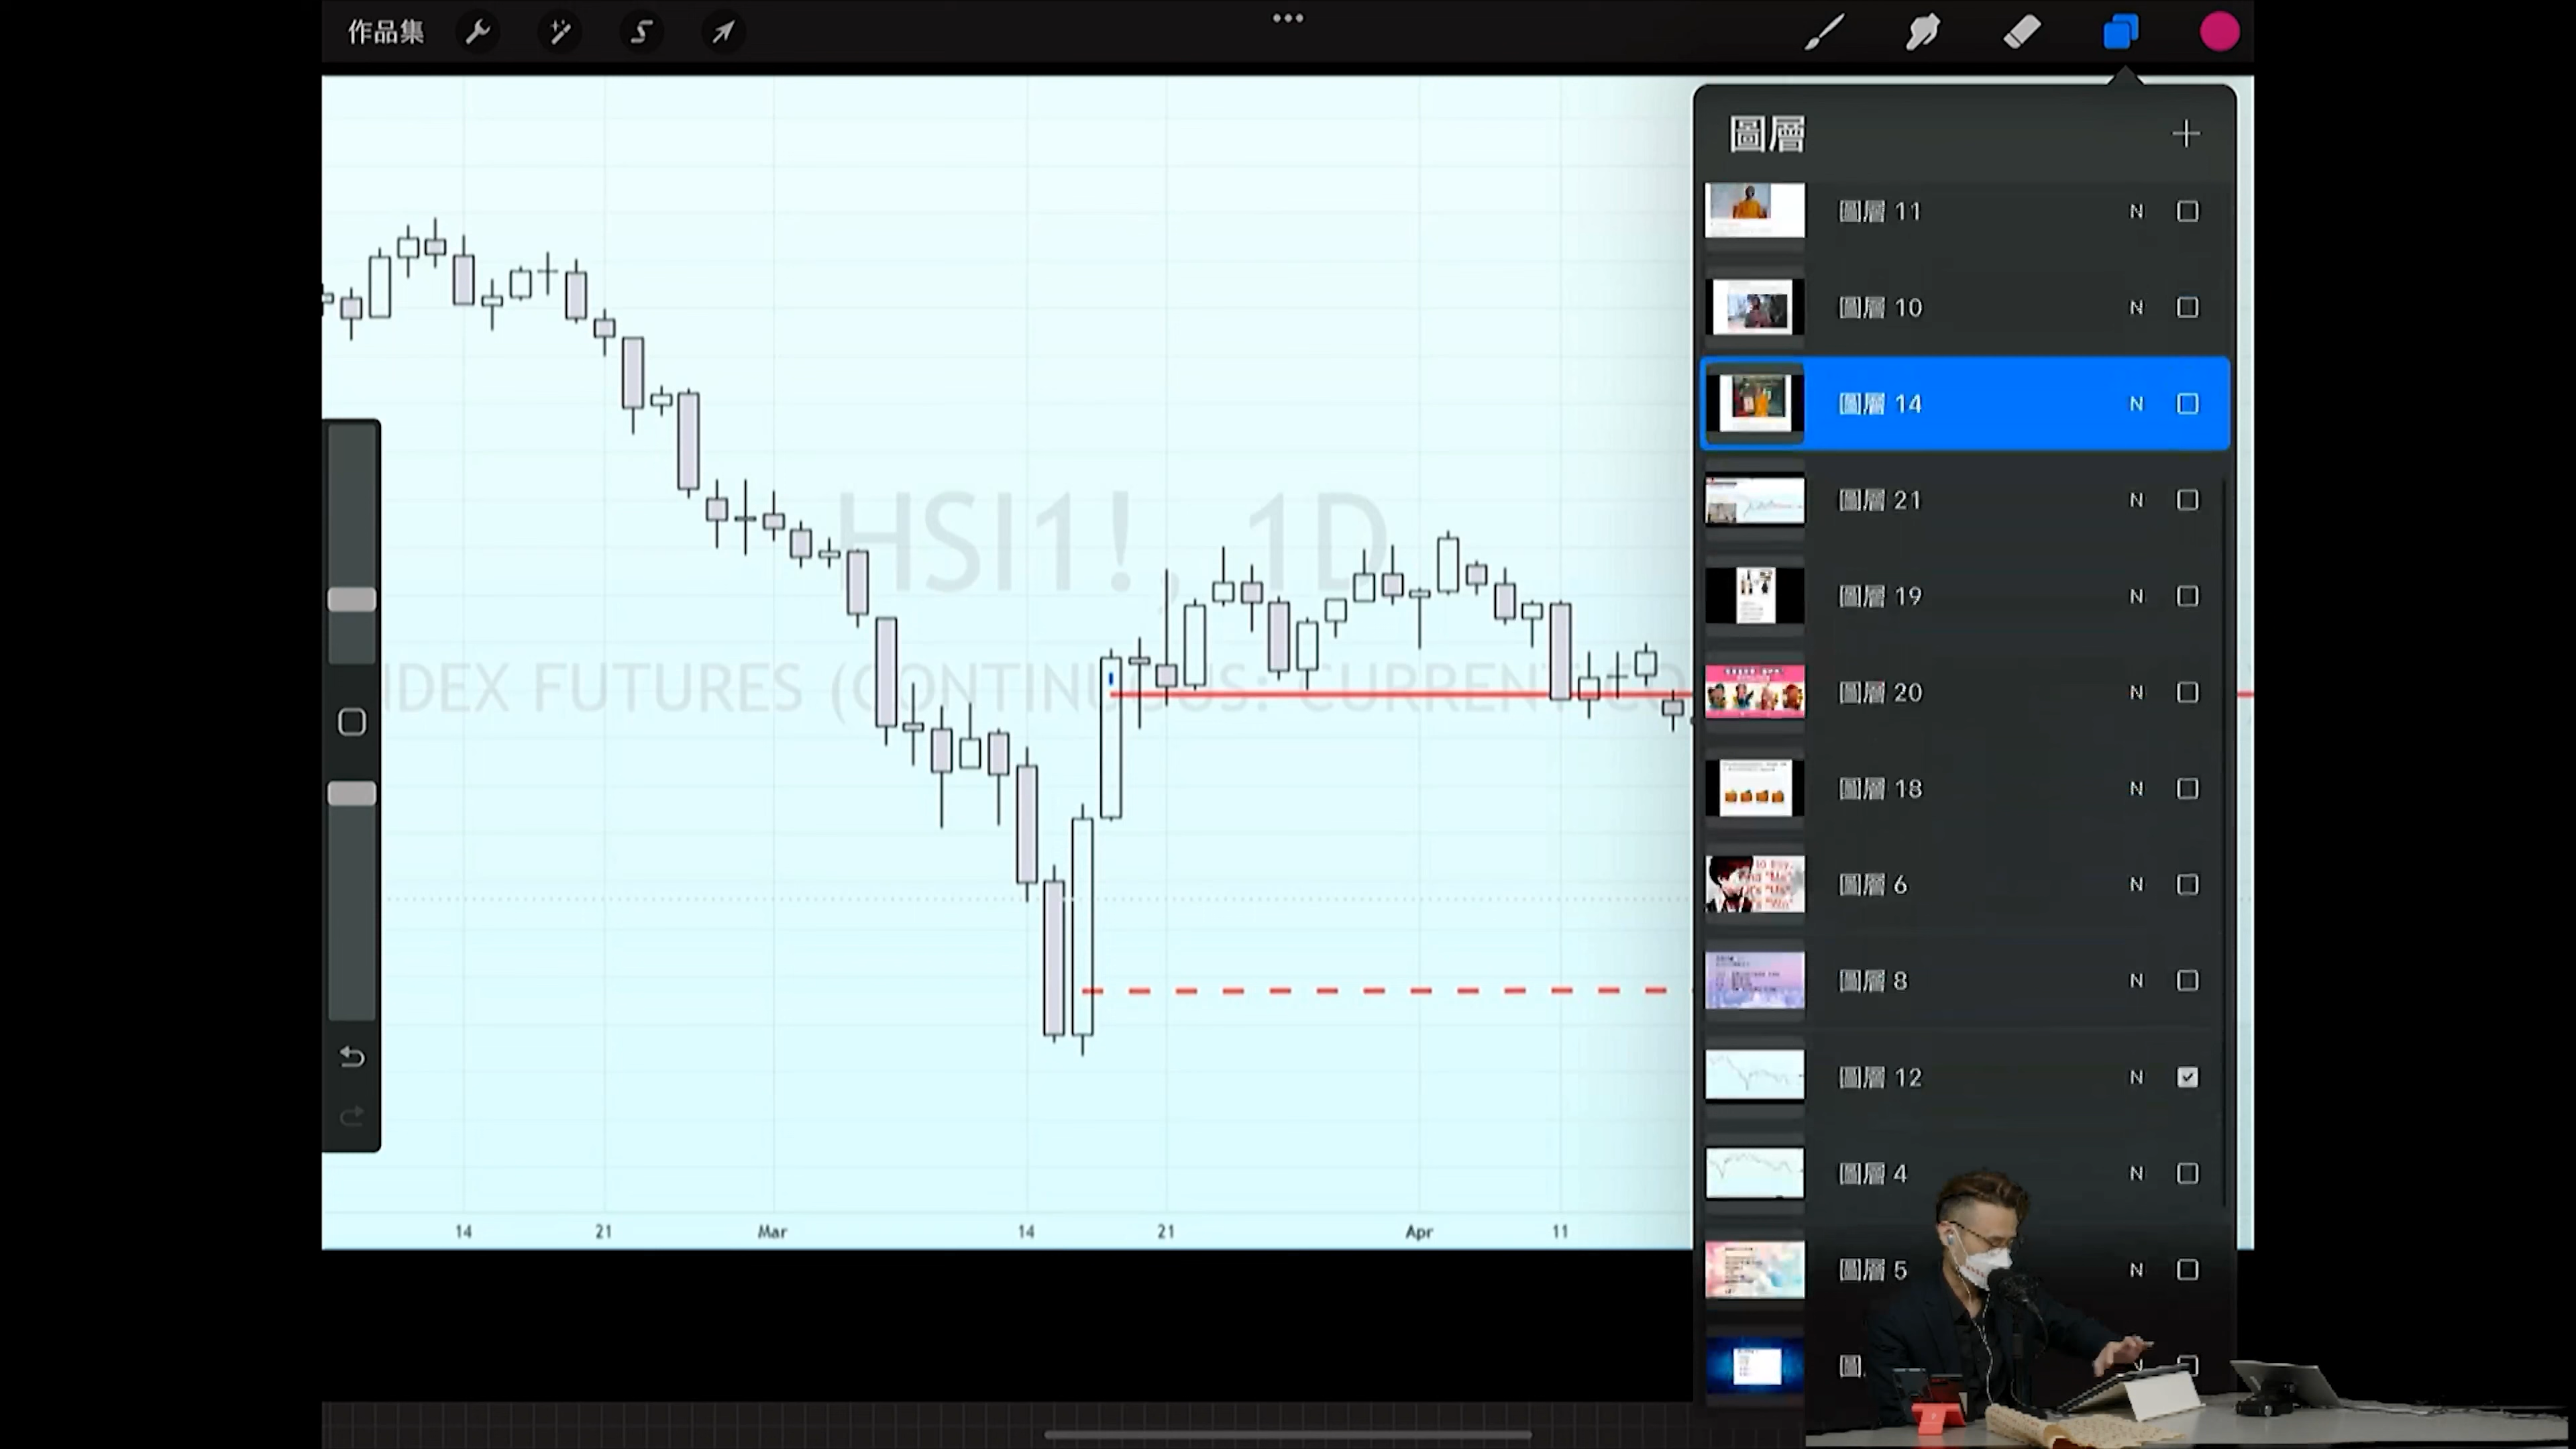 作品集
圖層
圖層 11 N
圖層 10 N
圖層 14 N
圖層 21 N
圖層 19 N
圖層 20 N
圖層 18 N
圖層 6 N
圖層 8 N
圖層 12 N
圖層 4 N
圖層 5 N
HSI1!, 1D
INDEX FUTURES (CONTINUOUS: CURRENT CO
14 21 Mar 14 21 Apr 11